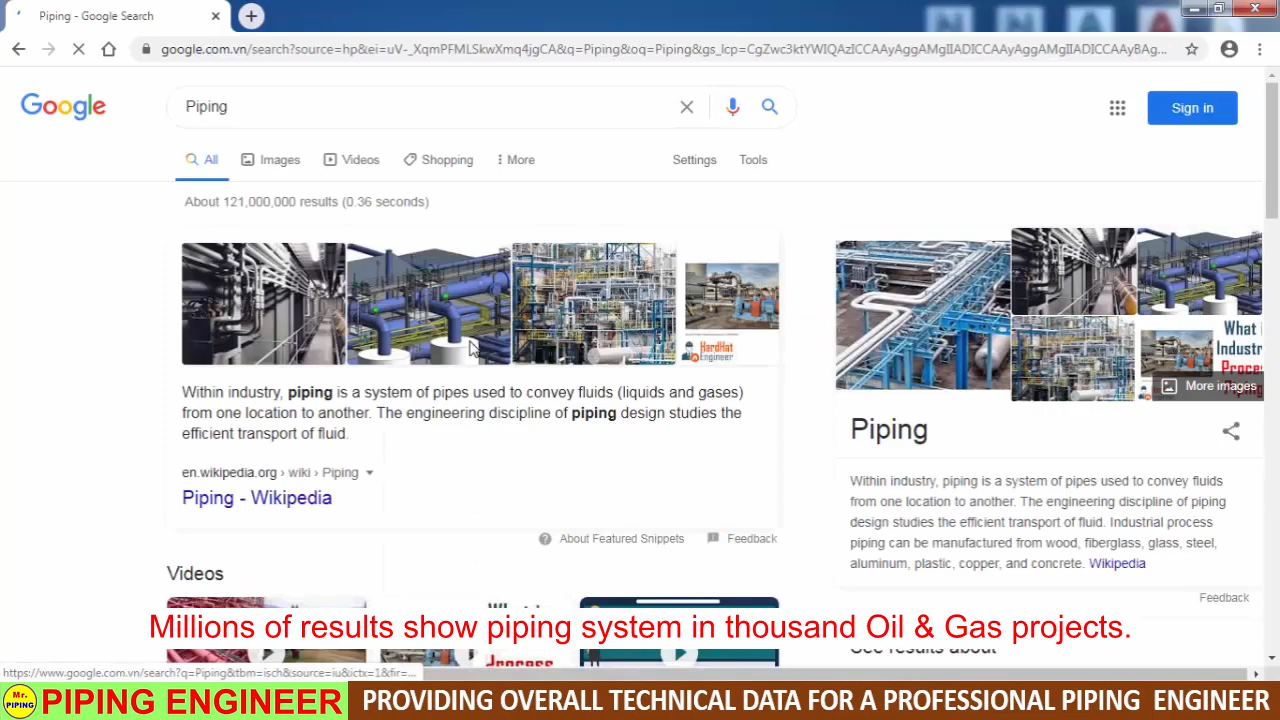 Piping - Google Search
google.com.vn/search?source=hp&ei=uV-_XqmPFMLSkwXmq4jgCA&q=Piping&oq=Piping&gs_lcp=CgZwc3ktYWIQAzICCAAyAggAMgIIADICCAAyAggAMgIIADICCAAyBAg...
Google
Piping
Sign in
All
Images
Videos
Shopping
More
Settings
Tools
About 121,000,000 results (0.36 seconds)
HardHat
Engineer
Within industry, piping is a system of pipes used to convey fluids (liquids and gases)
from one location to another. The engineering discipline of piping design studies the
efficient transport of fluid.
en.wikipedia.org › wiki › Piping
Piping - Wikipedia
About Featured Snippets
Feedback
Videos
What i
Industr
Proces
More images
Piping
Within industry, piping is a system of pipes used to convey fluids
from one location to another. The engineering discipline of piping
design studies the efficient transport of fluid. Industrial process
piping can be manufactured from wood, fiberglass, glass, steel,
aluminum, plastic, copper, and concrete. Wikipedia
Feedback
See results about
Process
Millions of results show piping system in thousand Oil & Gas projects.
https://www.google.com.vn/search?q=Piping&tbm=isch&source=iu&ictx=1&fir=...
Mr.
PIPING
PIPING ENGINEER
PROVIDING OVERALL TECHNICAL DATA FOR A PROFESSIONAL PIPING ENGINEER